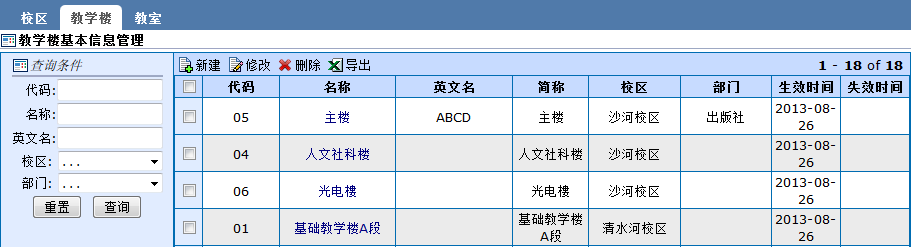 校区 教学楼 教室
教学楼基本信息管理
查询条件
代码:
名称:
英文名:
校区: ...
部门: ...
重置 查询
新建 修改 删除 导出 1 - 18 of 18
代码 名称 英文名 简称 校区 部门 生效时间 失效时间
05 主楼 ABCD 主楼 沙河校区 出版社 2013-08-
26
04 人文社科楼 人文社科楼 沙河校区 2013-08-
26
06 光电楼 光电楼 沙河校区 2013-08-
26
01 基础教学楼A段 基础教学楼
A段 清水河校区 2013-08-
26